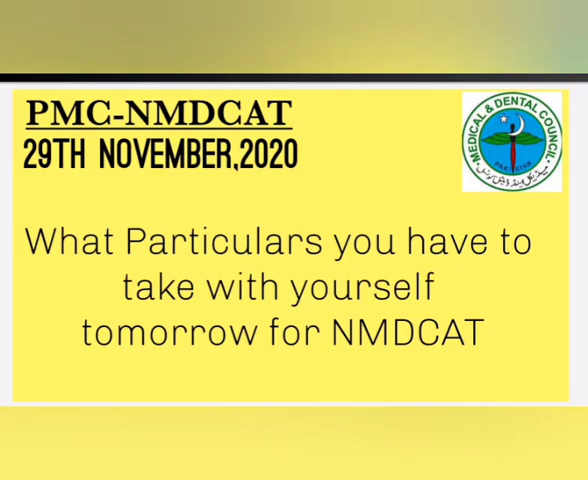 PMC-NMDCAT
29TH NOVEMBER,2020
MEDICAL & DENTAL COUNCIL
PAKISTAN
What Particulars you have to
take with yourself
tomorrow for NMDCAT